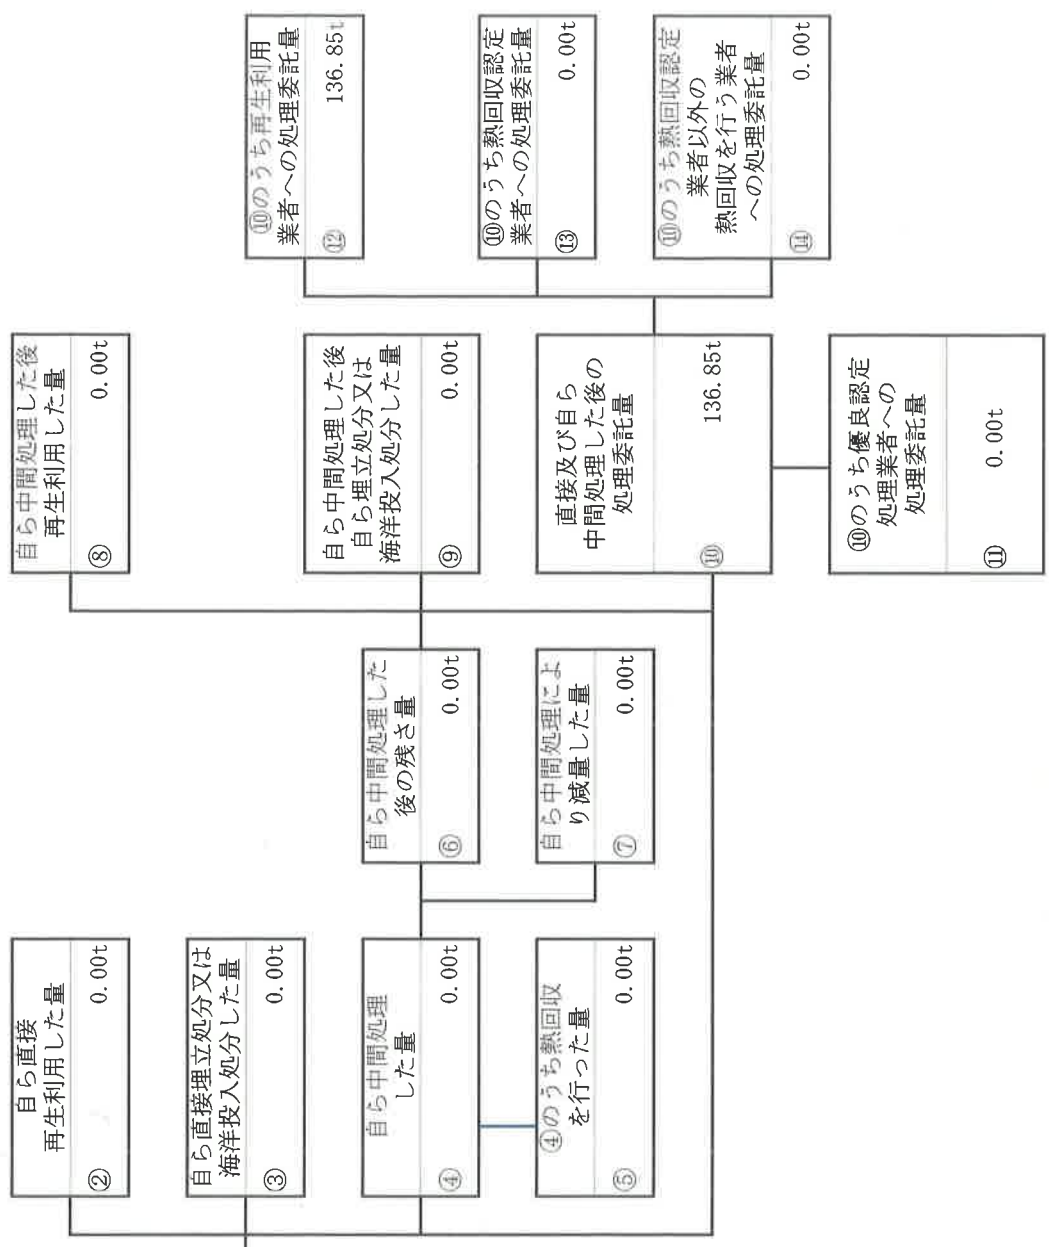 自ら直接
再生利用した量
② 0.00t
自ら直接埋立処分又は
海洋投入処分した量
③ 0.00t
自ら中間処理
した量
④ 0.00t
④のうち熱回収
を行った量
⑤ 0.00t
自ら中間処理した
後の残さ量
⑥ 0.00t
自ら中間処理によ
り減量した量
⑦ 0.00t
自ら中間処理した後
再生利用した量
⑧ 0.00t
自ら中間処理した後
自ら埋立処分又は
海洋投入処分した量
⑨ 0.00t
直接及び自ら
中間処理した後の
処理委託量
⑩ 136.85t
⑩のうち優良認定
処理業者への
処理委託量
⑪ 0.00t
⑩のうち再生利用
業者への処理委託量
⑫ 136.85t
⑩のうち熱回収認定
業者への処理委託量
⑬ 0.00t
⑩のうち熱回収認定
業者以外の
熱回収を行う業者
への処理委託量
⑭ 0.00t